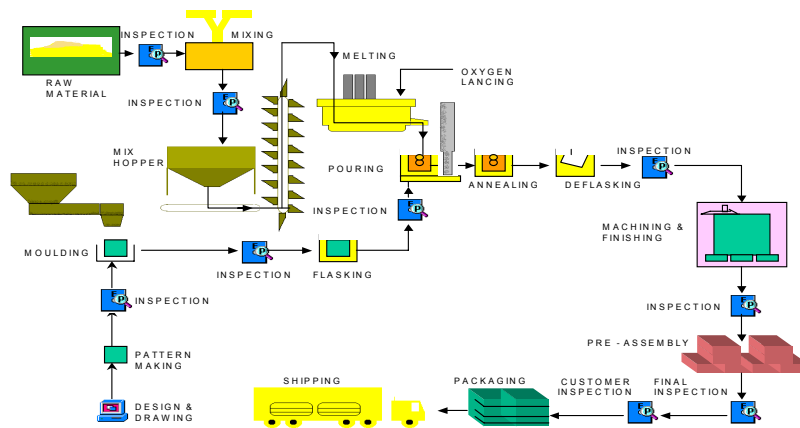 INSPECTION
MIXING
RAW
MATERIAL
INSPECTION
MELTING
OXYGEN
LANCING
MIX
HOPPER
POURING
INSPECTION
ANNEALING
DEFLASKING
INSPECTION
MOULDING
INSPECTION
FLASKING
MACHINING &
FINISHING
INSPECTION
INSPECTION
PRE - ASSEMBLY
PATTERN
MAKING
DESIGN &
DRAWING
SHIPPING
PACKAGING
CUSTOMER
INSPECTION
FINAL
INSPECTION